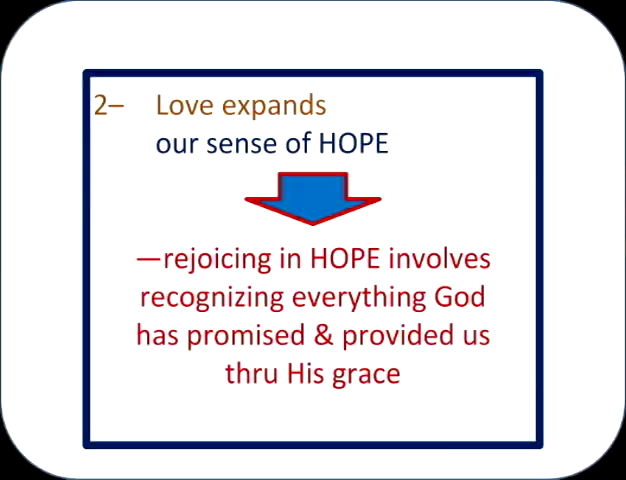 2– Love expands
our sense of HOPE
—rejoicing in HOPE involves
recognizing everything God
has promised & provided us
thru His grace